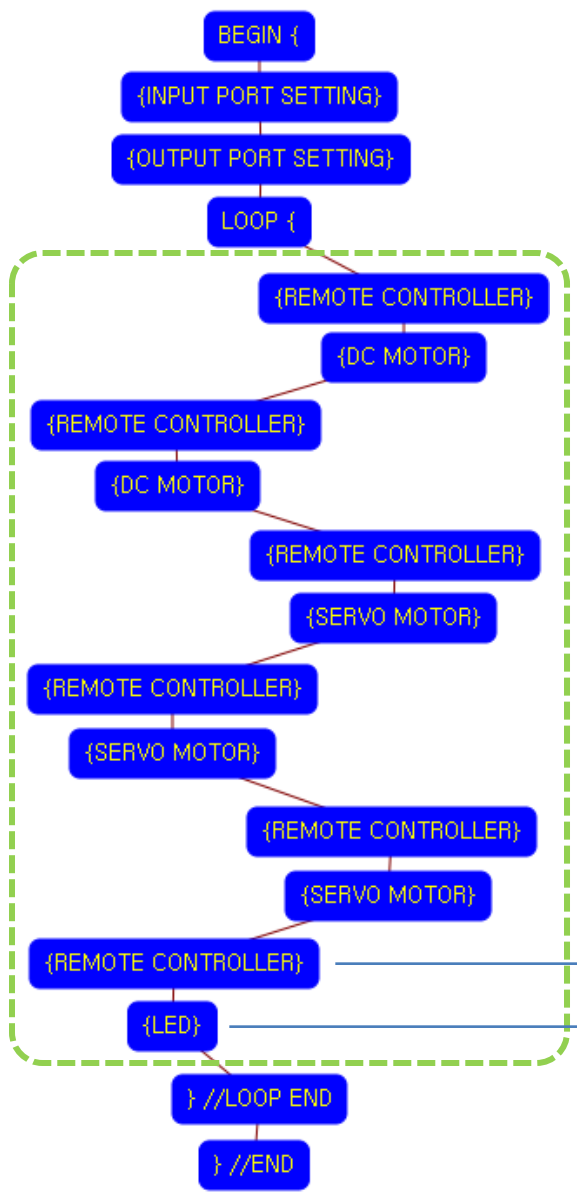 BEGIN {
{INPUT PORT SETTING}
{OUTPUT PORT SETTING}
LOOP {
{REMOTE CONTROLLER}
{DC MOTOR}
{REMOTE CONTROLLER}
{DC MOTOR}
{REMOTE CONTROLLER}
{SERVO MOTOR}
{REMOTE CONTROLLER}
{SERVO MOTOR}
{REMOTE CONTROLLER}
{SERVO MOTOR}
{REMOTE CONTROLLER}
{LED}
} //LOOP END
} //END